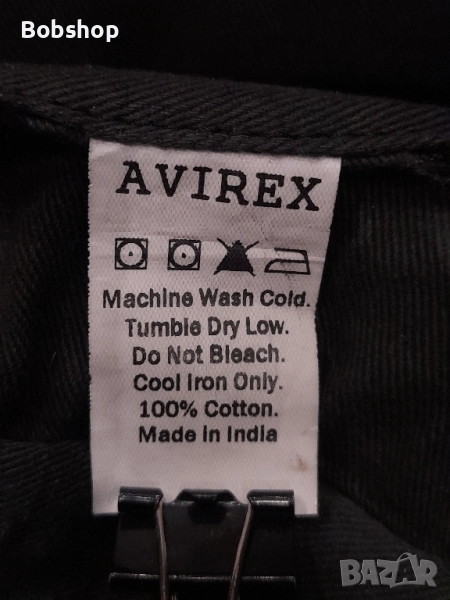 Bobshop
AVIREX
Machine Wash Cold.
Tumble Dry Low.
Do Not Bleach.
Cool Iron Only.
100% Cotton.
Made in India
BAZAR